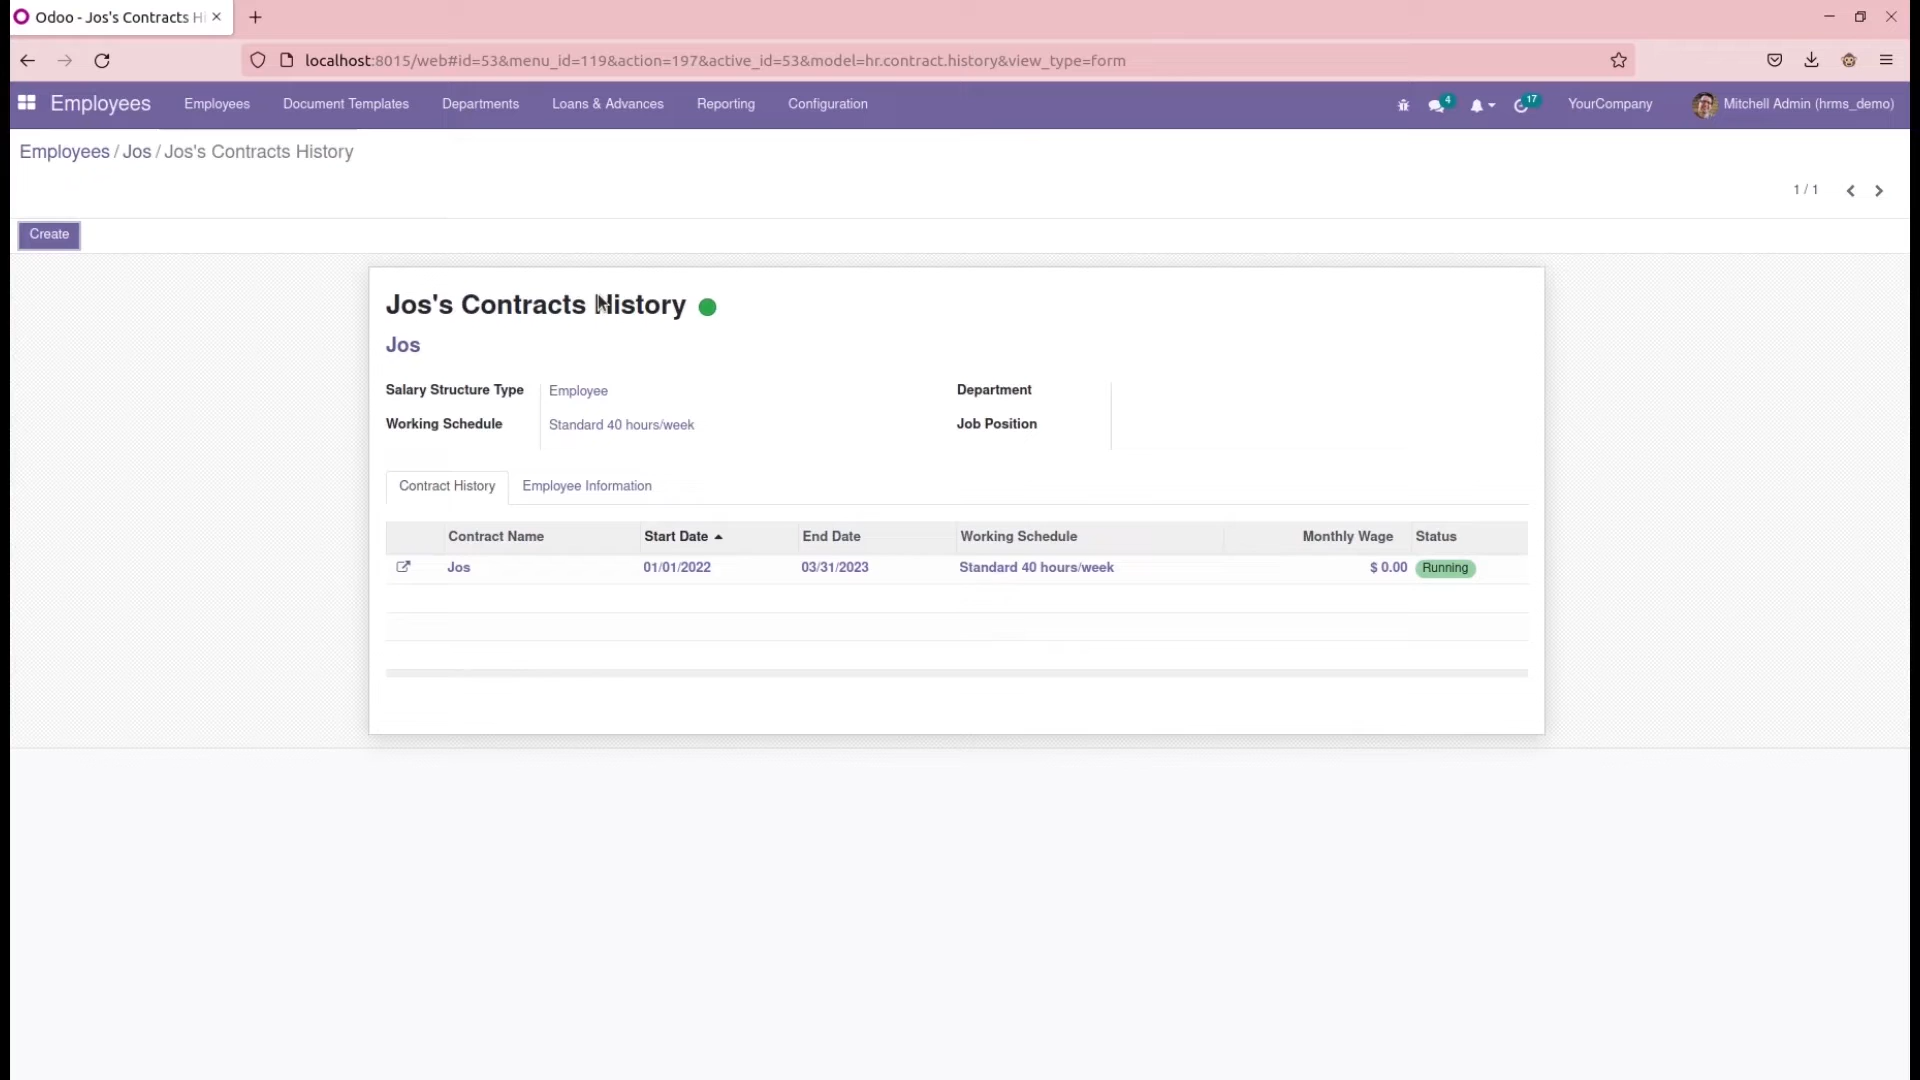 Odoo - Jos's Contracts Hi
localhost:8015/web#id=53&menu_id=119&action=197&active_id=53&model=hr.contract.history&view_type=form
Employees Employees Document Templates Departments Loans & Advances Reporting Configuration 4 17 YourCompany Mitchell Admin (hrms_demo)
Employees / Jos / Jos's Contracts History
1 / 1
Create
Jos's Contracts History
Jos
Salary Structure Type Employee Department
Working Schedule Standard 40 hours/week Job Position
Contract History Employee Information
Contract Name Start Date End Date Working Schedule Monthly Wage Status
Jos 01/01/2022 03/31/2023 Standard 40 hours/week $ 0.00 Running